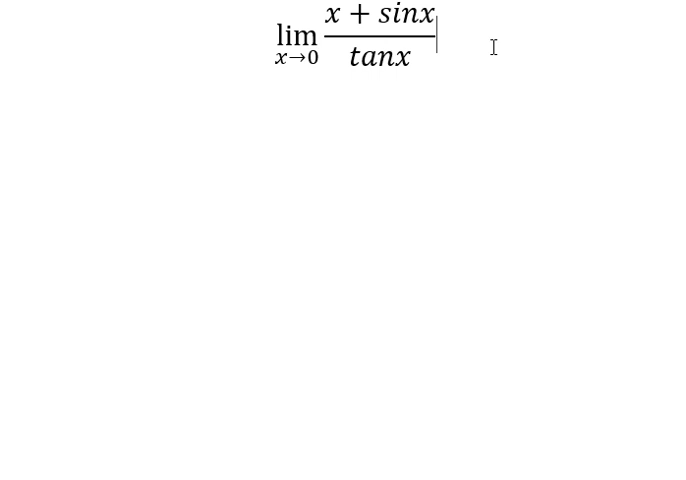 lim x→0 x + sinx / tanx